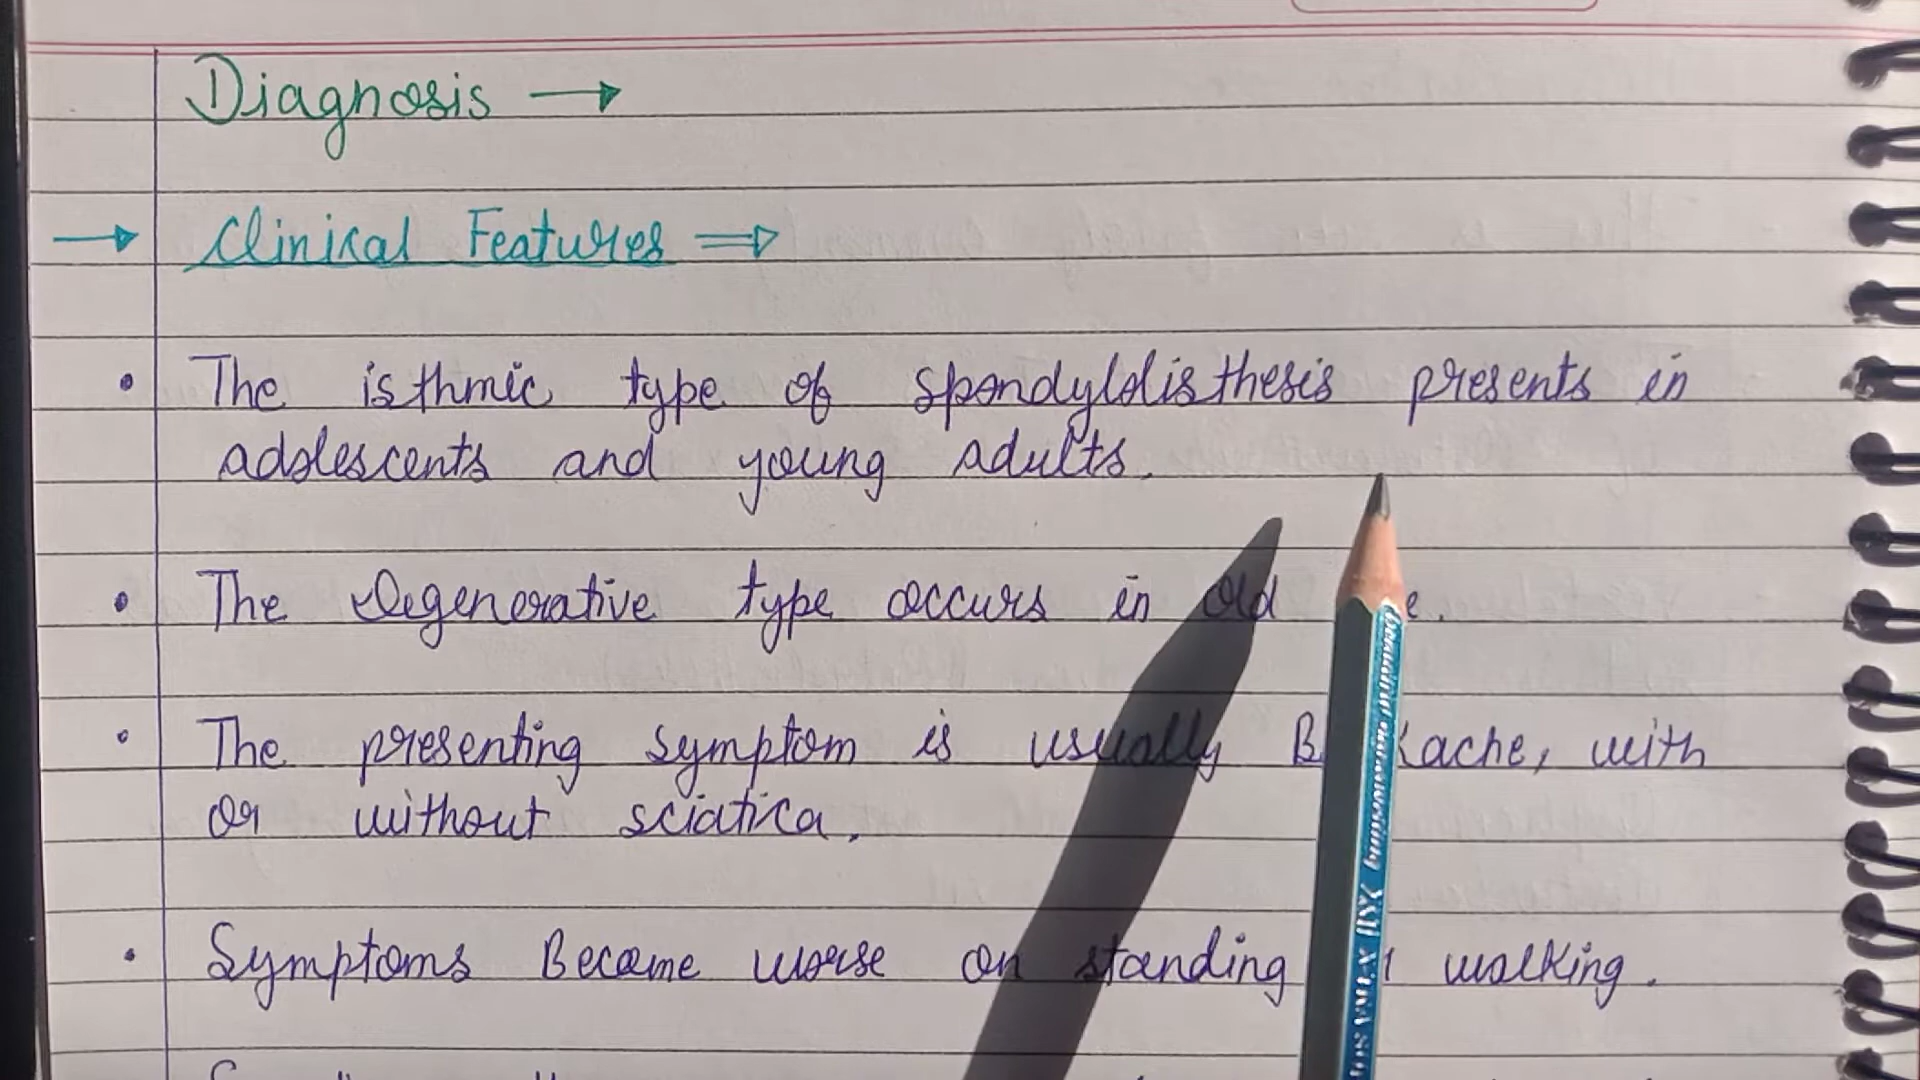 Diagnosis →
→ Clinical Features ⇒
• The isthmic type of spondylolisthesis presents in
adolescents and young adults.
• The degenerative type occurs in old
• The presenting symptom is usually with
or without sciatica.
• Symptoms Become worse on standing walking.